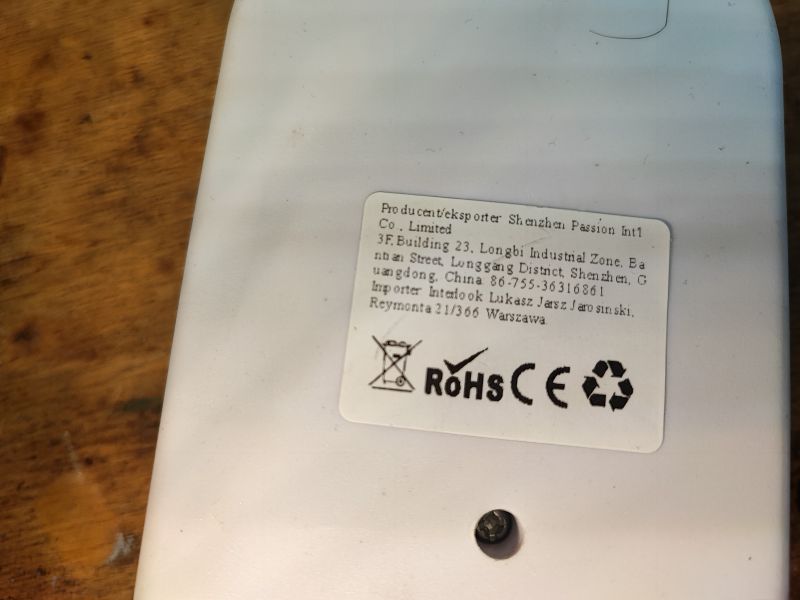 Producent/eksporter Shenzhen Passion Int'l
Co., Limited
3F, Building 23, Longbi Industrial Zone, Ba
ntian Street, Longgang District, Shenzhen, G
uangdong, China. 86-755-36316861
Importer Interlook Lukasz Jarsz Jarosinski,
Reymonta 21/366 Warszawa
RoHS CE